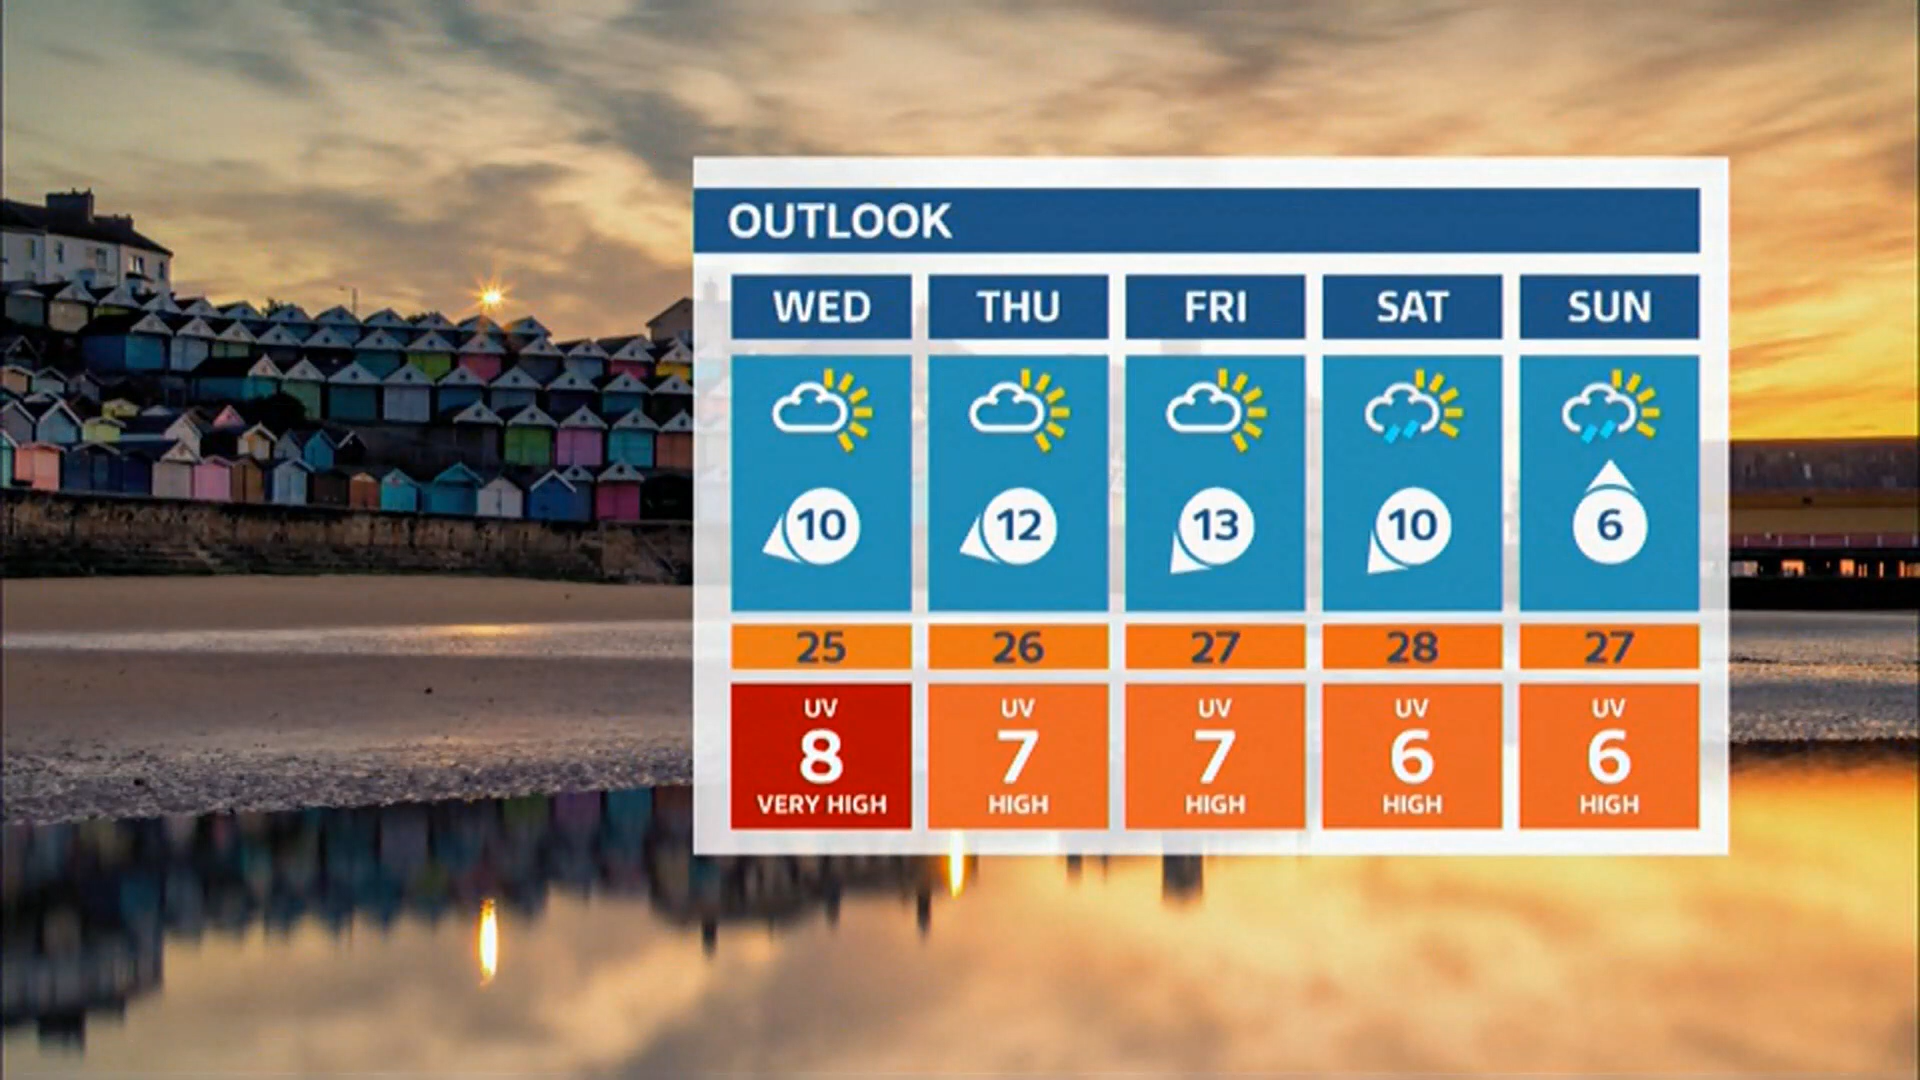 OUTLOOK
WED THU FRI SAT SUN
10 12 13 10 6
25 26 27 28 27
UV UV UV UV UV
8 7 7 6 6
VERY HIGH HIGH HIGH HIGH HIGH